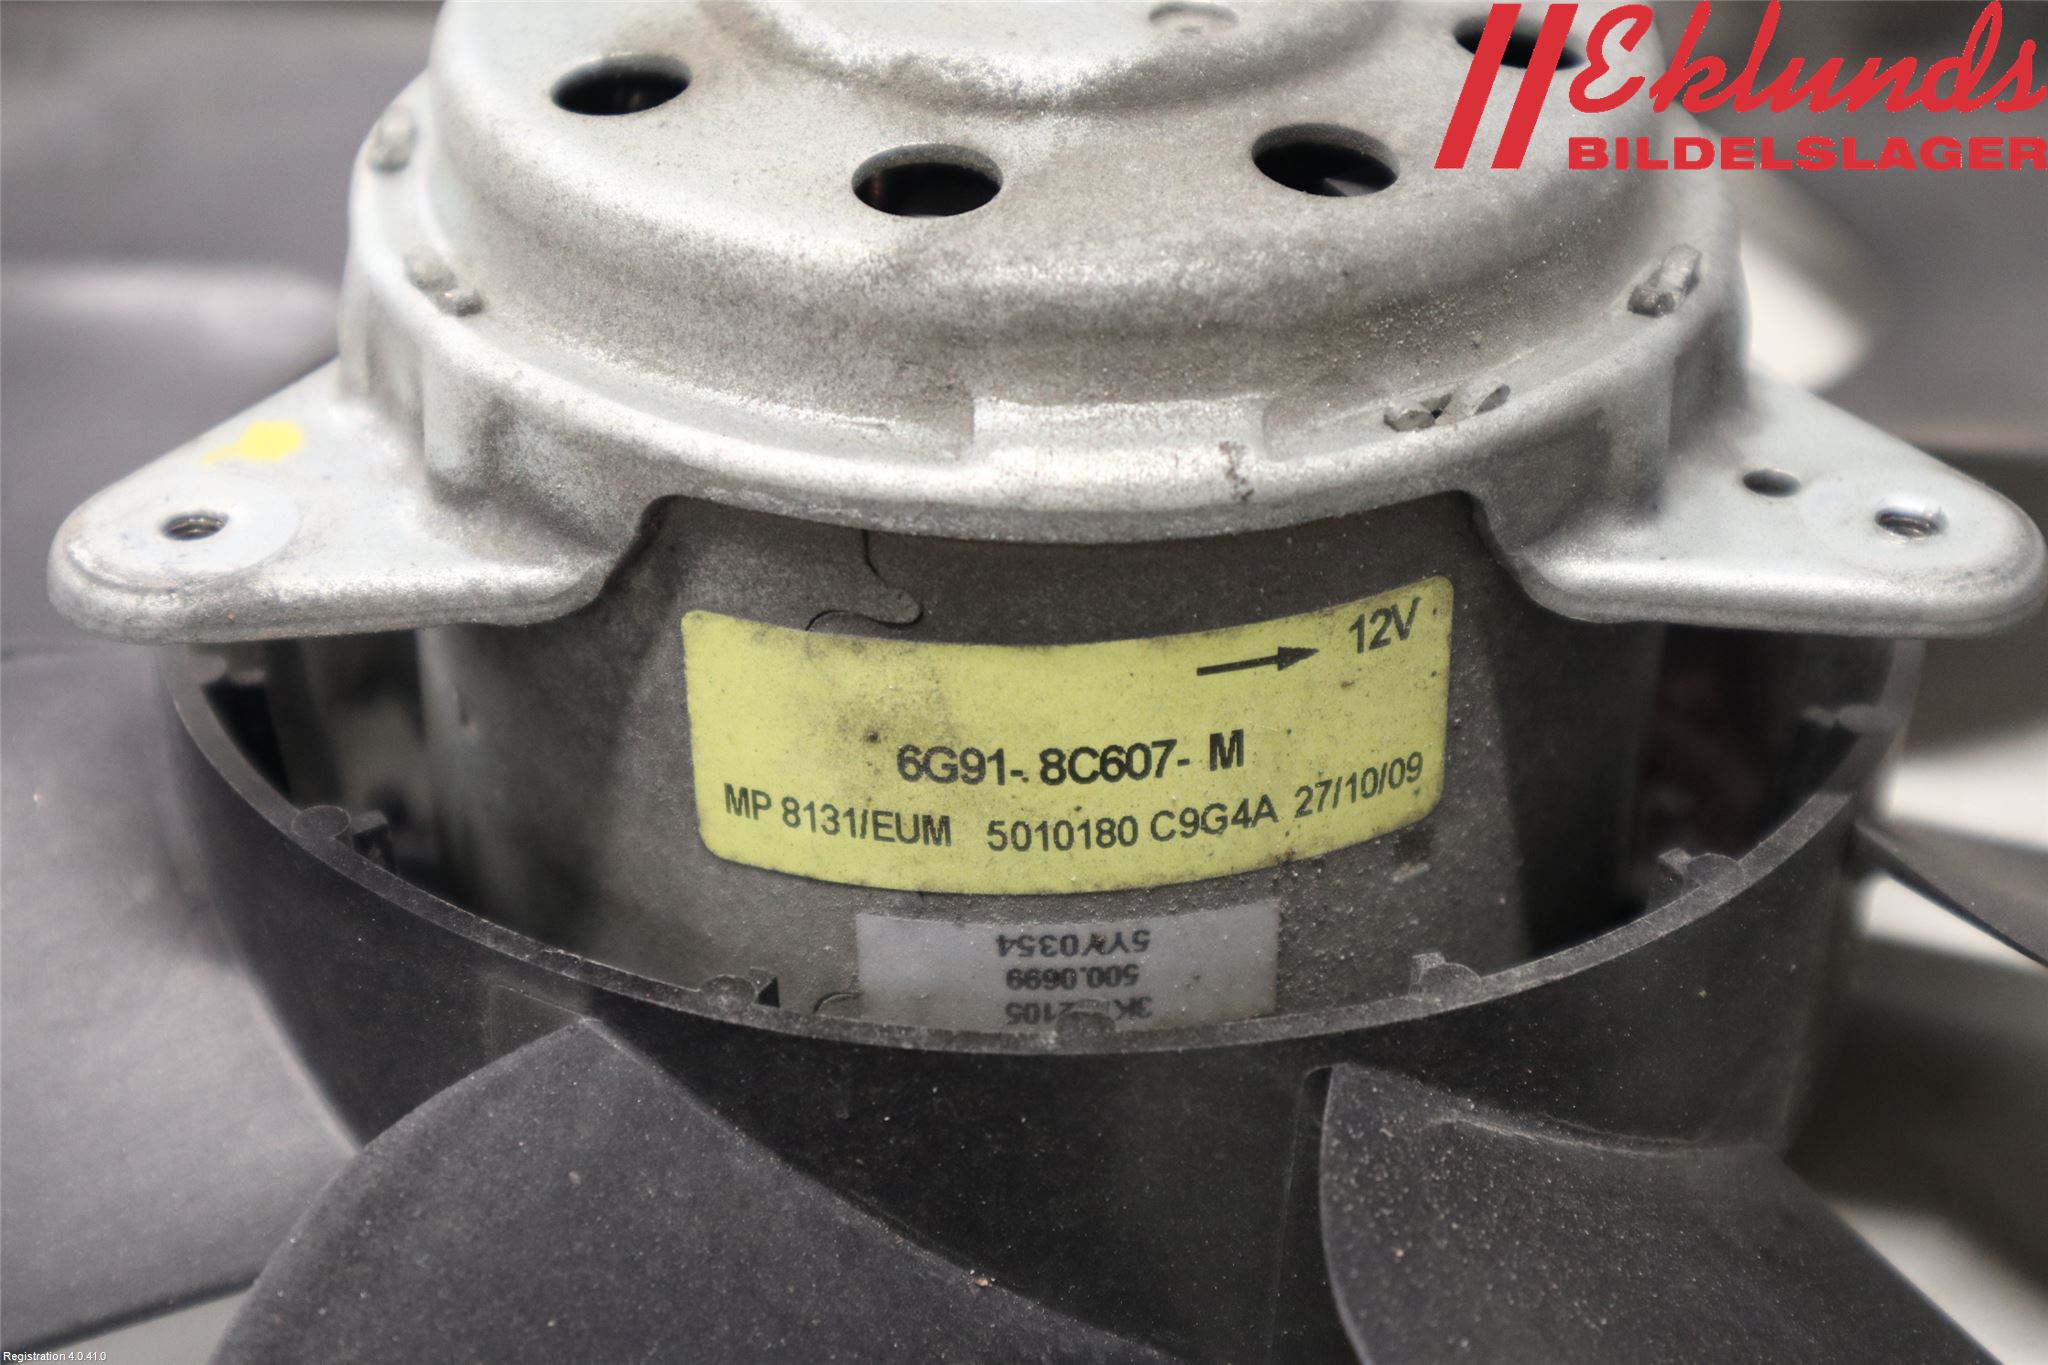 Eklunds
BILDELSLAGER
12V
6G91-8C607- M
MP 8131/EUM 5010180 C9G4A 27/10/09
5YY0354
500.0699
Registration 4.0.41.0